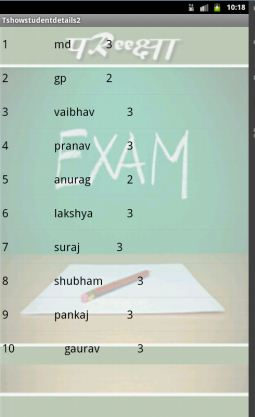 10:18
Tshowstudentdetails2
परीक्षा
1 md 3
2 gp 2
3 vaibhav 3
4 pranav 3
5 anurag 2
EXAM
6 lakshya 3
7 suraj 3
8 shubham 3
9 pankaj 3
10 gaurav 3